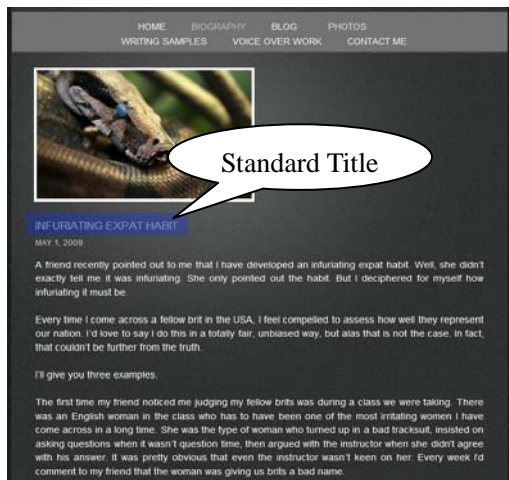 HOME BIOGRAPHY BLOG PHOTOS
WRITING SAMPLES VOICE OVER WORK CONTACT ME
Standard Title
INFURIATING EXPAT HABIT
MAY 1, 2009
A friend recently pointed out to me that I have developed an infuriating expat habit. Well, she didn't
exactly tell me it was infuriating. She only pointed out the habit. But I deciphered for myself how
infuriating it must be.
Every time I come across a fellow brit in the USA, I feel compelled to assess how well they represent
our nation. I'd love to say I do this in a totally fair, unbiased way, but alas that is not the case. In fact,
that couldn't be further from the truth.
I'll give you three examples.
The first time my friend noticed me judging my fellow brits was during a class we were taking. There
was an English woman in the class who has to have been one of the most irritating women I have
come across in a long time. She was the type of woman who turned up in a bad tracksuit, insisted on
asking questions when it wasn't question time, then argued with the instructor when she didn't agree
with his answer. It was pretty obvious that even the instructor wasn't keen on her. Every week I'd
comment to my friend that the woman was giving us brits a bad name.